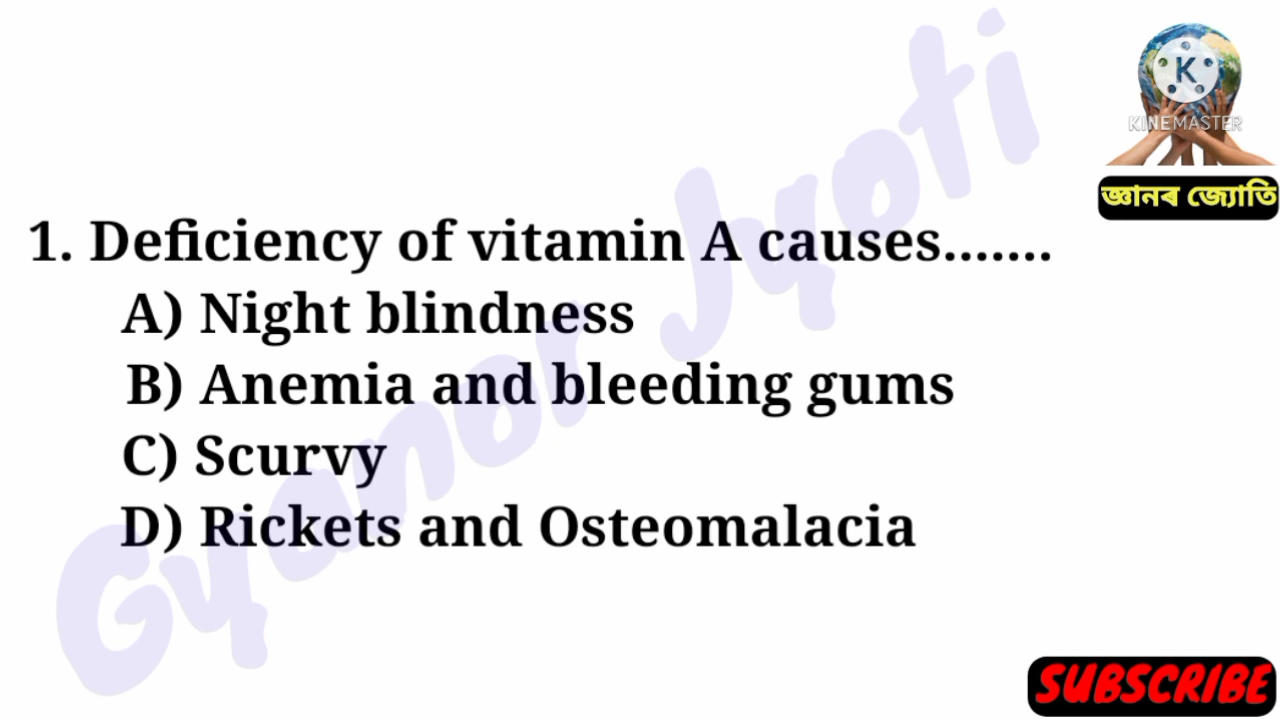 K
KINEMASTER
জ্ঞানৰ জ্যোতি
1. Deficiency of vitamin A causes.......
A) Night blindness
B) Anemia and bleeding gums
C) Scurvy
D) Rickets and Osteomalacia
Gyanor Jyoti
SUBSCRIBE